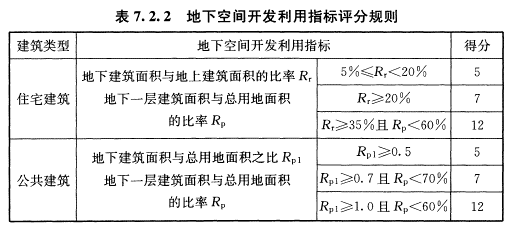 表 7.2.2 地下空间开发利用指标评分规则
建筑类型 地下空间开发利用指标 得分
住宅建筑
地下建筑面积与地上建筑面积的比率 Rr
地下一层建筑面积与总用地面积
的比率 Rp
5%≤Rr<20% 5
Rr≥20% 7
Rr≥35%且 Rp<60% 12
公共建筑
地下建筑面积与总用地面积之比 Rp1
地下一层建筑面积与总用地面积
的比率 Rp
Rp1≥0.5 5
Rp1≥0.7 且 Rp<70% 7
Rp1≥1.0 且 Rp<60% 12